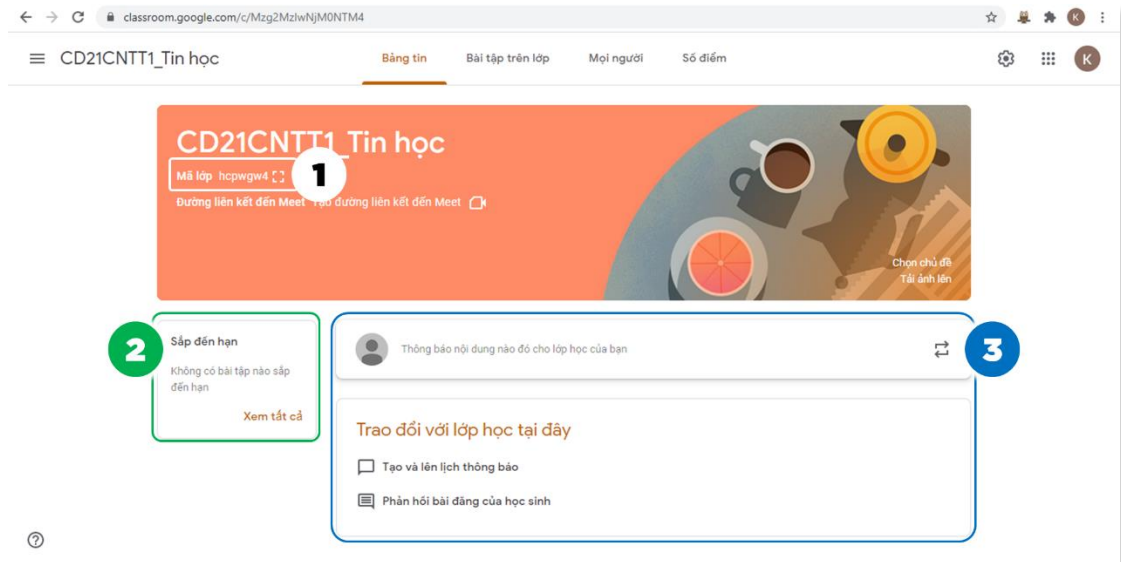 classroom.google.com/c/Mzg2MzIwNjM0NTM4
K
CD21CNTT1_Tin học
Bảng tin
Bài tập trên lớp
Mọi người
Số điểm
K
CD21CNTT1_Tin học
Mã lớp hcpwgw4
1
Đường liên kết đến Meet Tạo đường liên kết đến Meet
Chọn chủ đề
Tải ảnh lên
2
Sắp đến hạn
Không có bài tập nào sắp
đến hạn
Xem tất cả
Thông báo nội dung nào đó cho lớp học của bạn
3
Trao đổi với lớp học tại đây
Tạo và lên lịch thông báo
Phản hồi bài đăng của học sinh